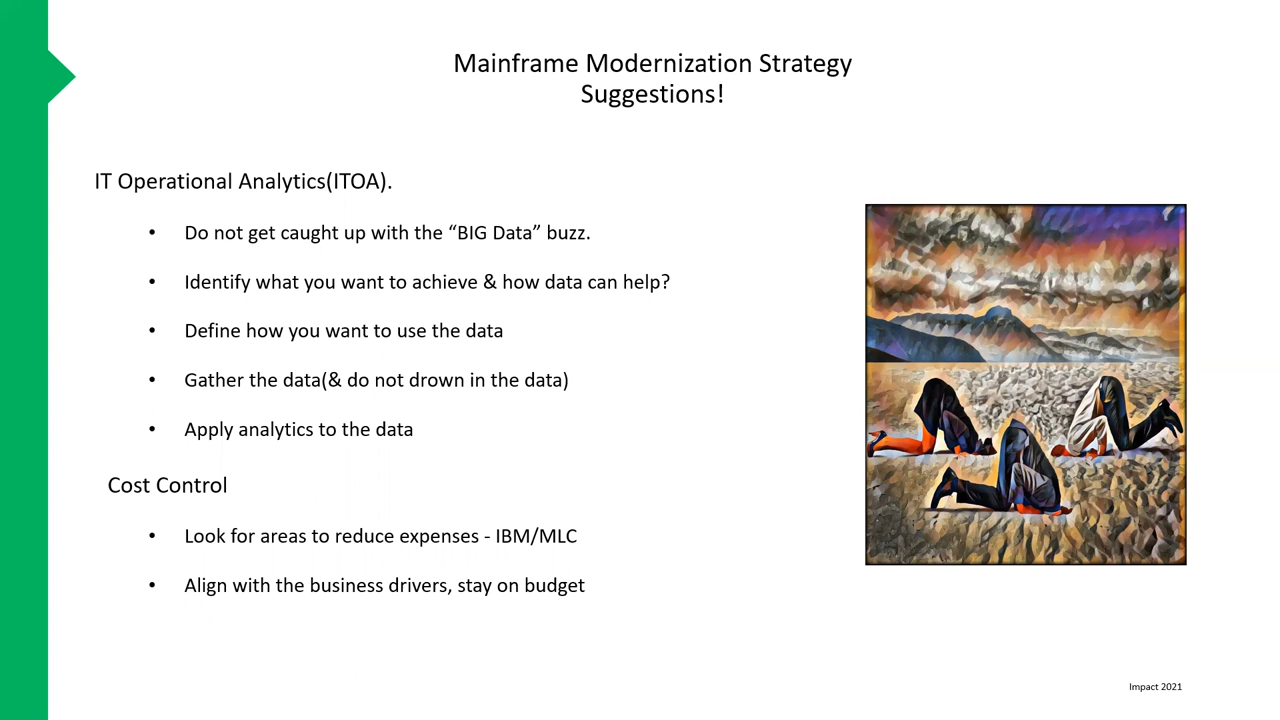 Mainframe Modernization Strategy
Suggestions!
IT Operational Analytics(ITOA).
• Do not get caught up with the “BIG Data” buzz.
• Identify what you want to achieve & how data can help?
• Define how you want to use the data
• Gather the data(& do not drown in the data)
• Apply analytics to the data
Cost Control
• Look for areas to reduce expenses - IBM/MLC
• Align with the business drivers, stay on budget
Impact 2021